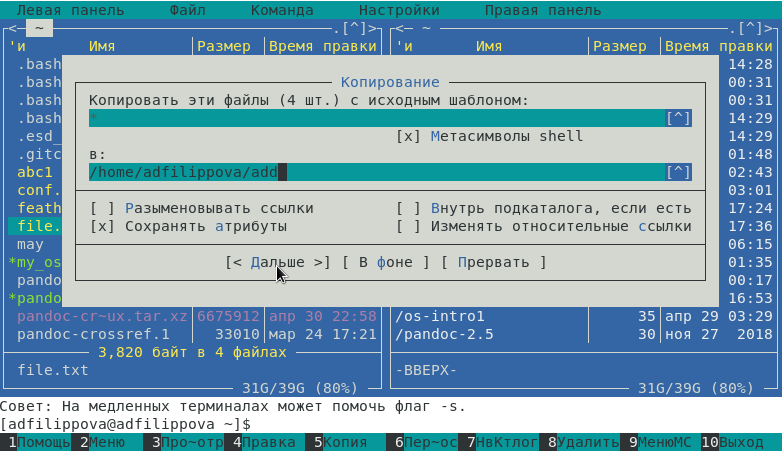 Левая панель Файл Команда Настройки Правая панель
<─ ~ .[^]> <─ ~ .[^]>
'и Имя Размер Время правки 'и Имя Размер Время правки
.bash 14:28
.bash Копирование 00:31
.bash Копировать эти файлы (4 шт.) с исходным шаблоном: 00:31
.bash * [^] 14:29
.esd_ [x] Метасимволы shell 14:29
.gitc в: 01:48
abc1 /home/adfilippova/add [^] 02:43
conf. 03:01
feath [ ] Разыменовывать ссылки [ ] Внутрь подкаталога, если есть 17:24
file. [x] Сохранять атрибуты [ ] Изменять относительные ссылки 17:36
may 06:15
*my_os [< Дальше >] [ В фоне ] [ Прервать ] 01:35
pando 00:17
*pando 16:53
pandoc-cr~ux.tar.xz 6675912 апр 30 22:58 /os-intro1 35 апр 29 03:29
pandoc-crossref.1 33010 мар 24 17:21 /pandoc-2.5 30 ноя 27 2018
3,820 байт в 4 файлах
file.txt -ВВЕРХ-
31G/39G (80%) 31G/39G (80%)
Совет: На медленных терминалах может помочь флаг -s.
[adfilippova@adfilippova ~]$
1Помощь 2Меню 3Про~отр 4Правка 5Копия 6Пер~ос 7НвКтлог 8Удалить 9МенюMC 10Выход